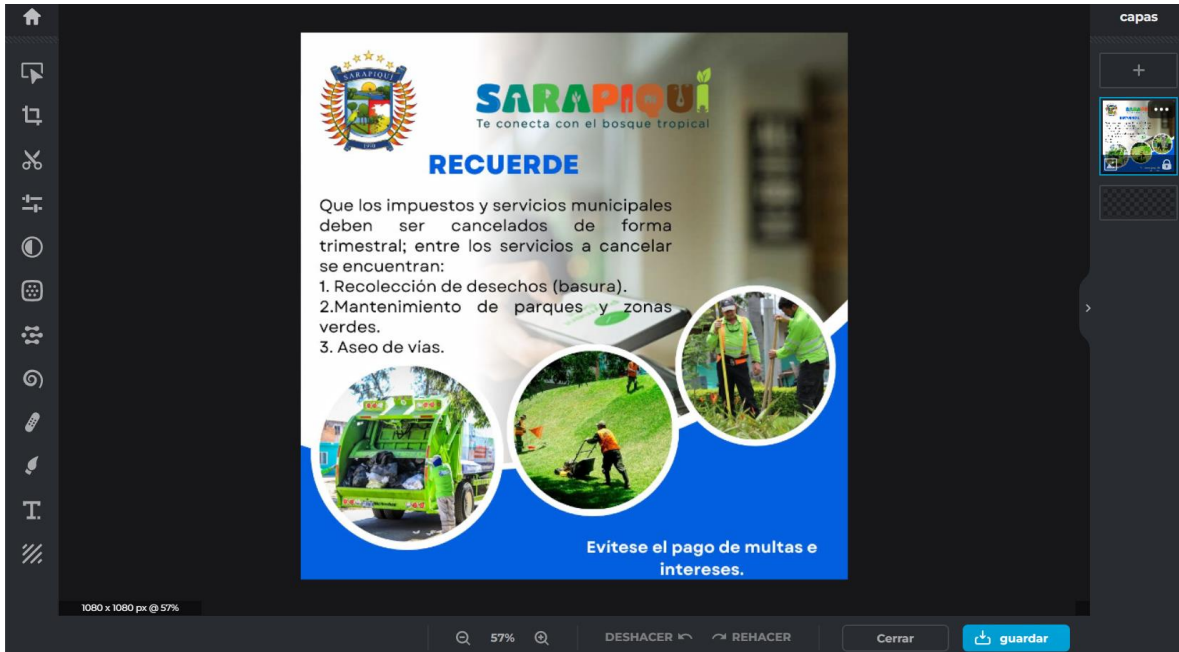 capas
SARAPIQUÍ
SARAPIQUÍ
Te conecta con el bosque tropical
RECUERDE
Que los impuestos y servicios municipales
deben ser cancelados de forma
trimestral; entre los servicios a cancelar
se encuentran:
1. Recolección de desechos (basura).
2.Mantenimiento de parques y zonas
verdes.
3. Aseo de vías.
Evitese el pago de multas e
intereses.
1080 x 1080 px @ 57%
57%
DESHACER
REHACER
Cerrar
guardar